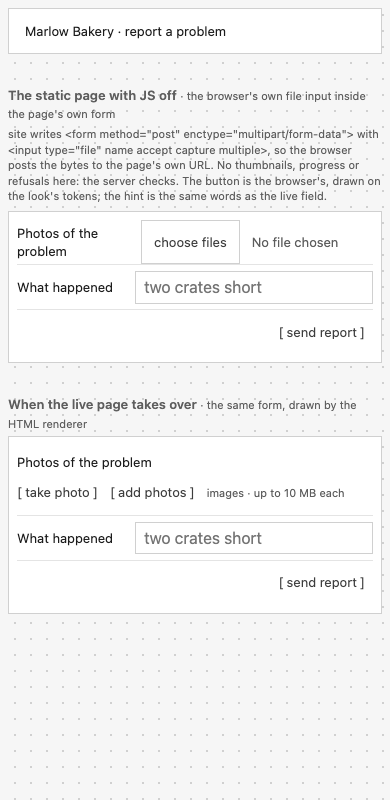 Marlow Bakery · report a problem
The static page with JS off · the browser's own file input inside
the page's own form
site writes <form method="post" enctype="multipart/form-data"> with
<input type="file" name accept capture multiple>, so the browser
posts the bytes to the page's own URL. No thumbnails, progress or
refusals here: the server checks. The button is the browser's, drawn on
the look's tokens; the hint is the same words as the live field.
Photos of the
problem
choose files
No file chosen
What happened
two crates short
[ send report ]
When the live page takes over · the same form, drawn by the
HTML renderer
Photos of the problem
[ take photo ] [ add photos ] images · up to 10 MB each
What happened
two crates short
[ send report ]